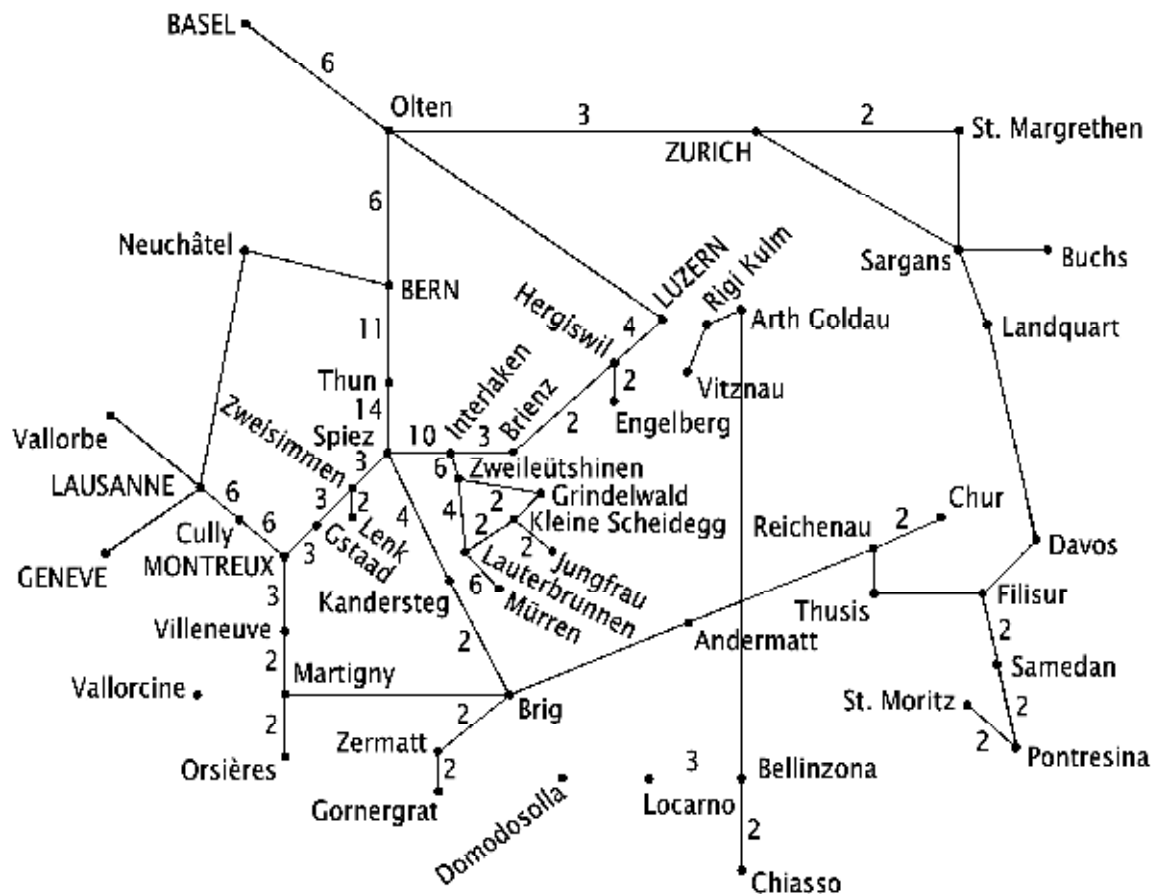 BASEL
6
Olten
3
2
ZURICH
St. Margrethen
6
Neuchâtel
BERN
Sargans
Buchs
Hergiswil
LUZERN
Rigi Kulm
4
Arth Goldau
Landquart
11
Thun
2
Vitznau
Engelberg
14
Interlaken
Brienz
2
Zweisimmen
Spiez
10
3
Vallorbe
3
6
Zweileütshinen
2
Grindelwald
LAUSANNE
6
3
2
4
4
2
Kleine Scheidegg
Chur
2
Reichenau
Cully
6
Lenk
Gstaad
2
Jungfrau
Davos
GENEVE
MONTREUX
3
Lauterbrunnen
6
Mürren
Kandersteg
3
Thusis
Filisur
Villeneuve
2
Andermatt
2
2
Samedan
Vallorcine
Martigny
2
Brig
St. Moritz
2
2
Zermatt
2
Pontresina
Orsières
2
3
Bellinzona
Gornergrat
Domodosolla
Locarno
2
Chiasso